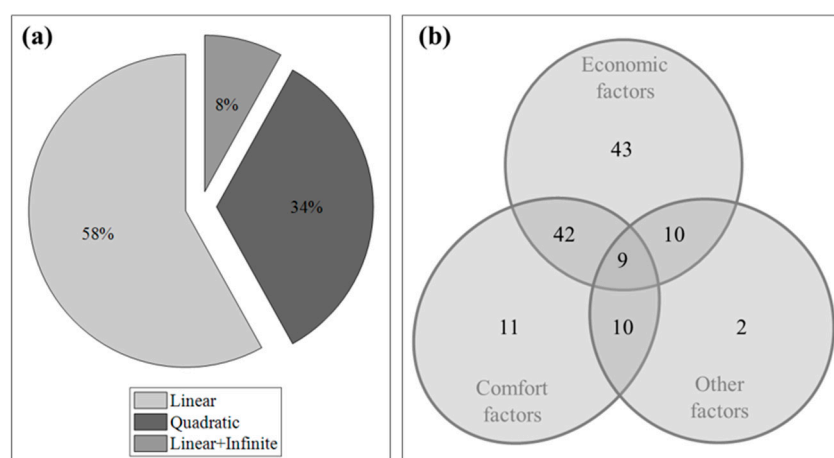 (a)
8%
34%
58%
Linear
Quadratic
Linear+Infinite
(b)
Economic
factors
43
42
10
9
11
10
2
Comfort
factors
Other
factors